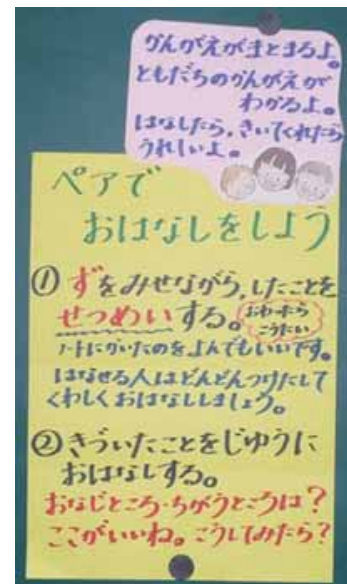 かんがえがまとまるよ。
ともだちのかんがえが
わかるよ。
はなしたら,きいてくれたら
うれしいよ。
ペアで
おはなしをしよう
① ずをみせながら,したことを
せつめいする。
おわったら
こうたい
ノートにかいたのをよんでもいいです。
はなせる人はどんどんつけたして
くわしくおはなししましょう。
② きづいたことをじゆうに
おはなしする。
おなじところ・ちがうところは?
ここがいいね。こうしてみたら?